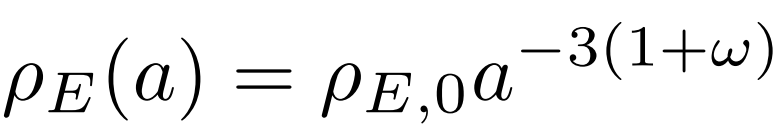 ρ_E(a) = ρ_{E,0}a^{−3(1+ω)}